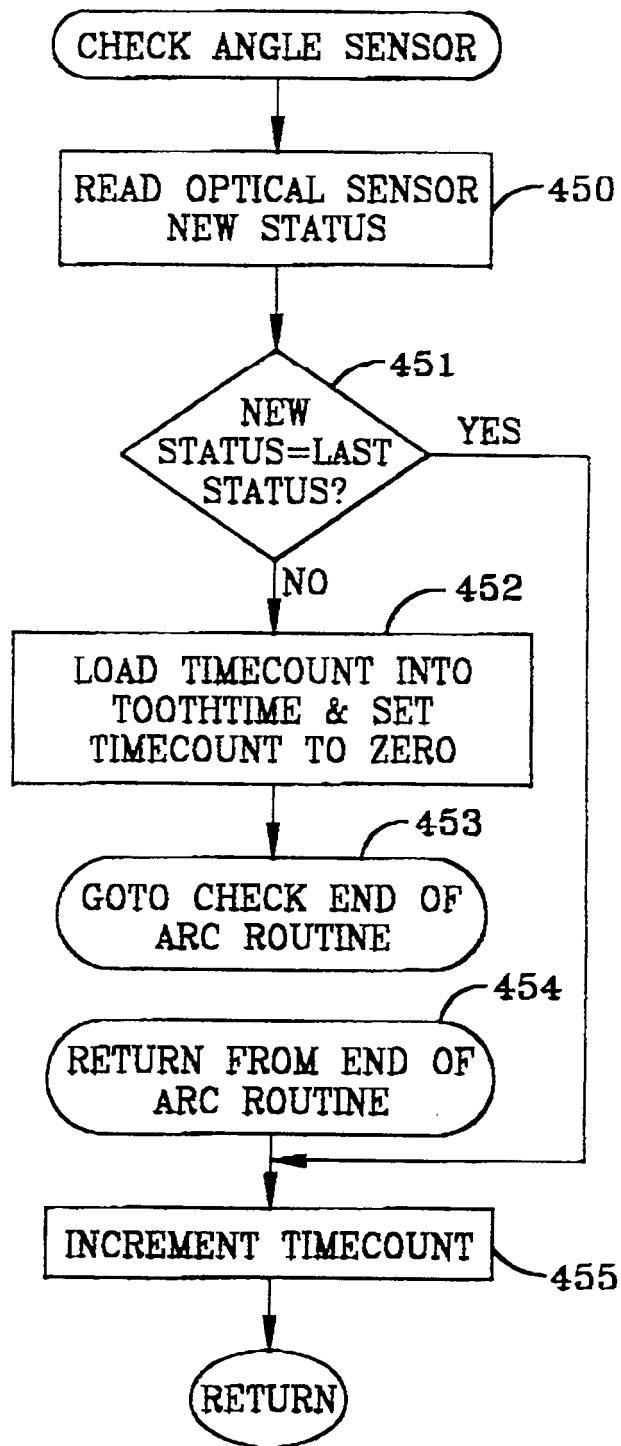 CHECK ANGLE SENSOR
READ OPTICAL SENSOR
NEW STATUS
450
451
NEW
STATUS=LAST
STATUS?
YES
NO
452
LOAD TIMECOUNT INTO
TOOTHTIME & SET
TIMECOUNT TO ZERO
453
GOTO CHECK END OF
ARC ROUTINE
454
RETURN FROM END OF
ARC ROUTINE
INCREMENT TIMECOUNT
455
RETURN